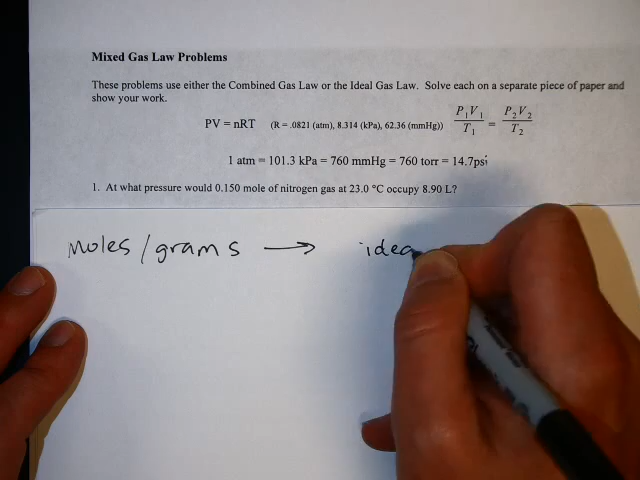 Mixed Gas Law Problems
These problems use either the Combined Gas Law or the Ideal Gas Law. Solve each on a separate piece of paper and
show your work.
PV = nRT (R = .0821 (atm), 8.314 (kPa), 62.36 (mmHg)) P₁V₁/T₁ = P₂V₂/T₂
1 atm = 101.3 kPa = 760 mmHg = 760 torr = 14.7psi
1. At what pressure would 0.150 mole of nitrogen gas at 23.0 °C occupy 8.90 L?
Moles/grams → idea